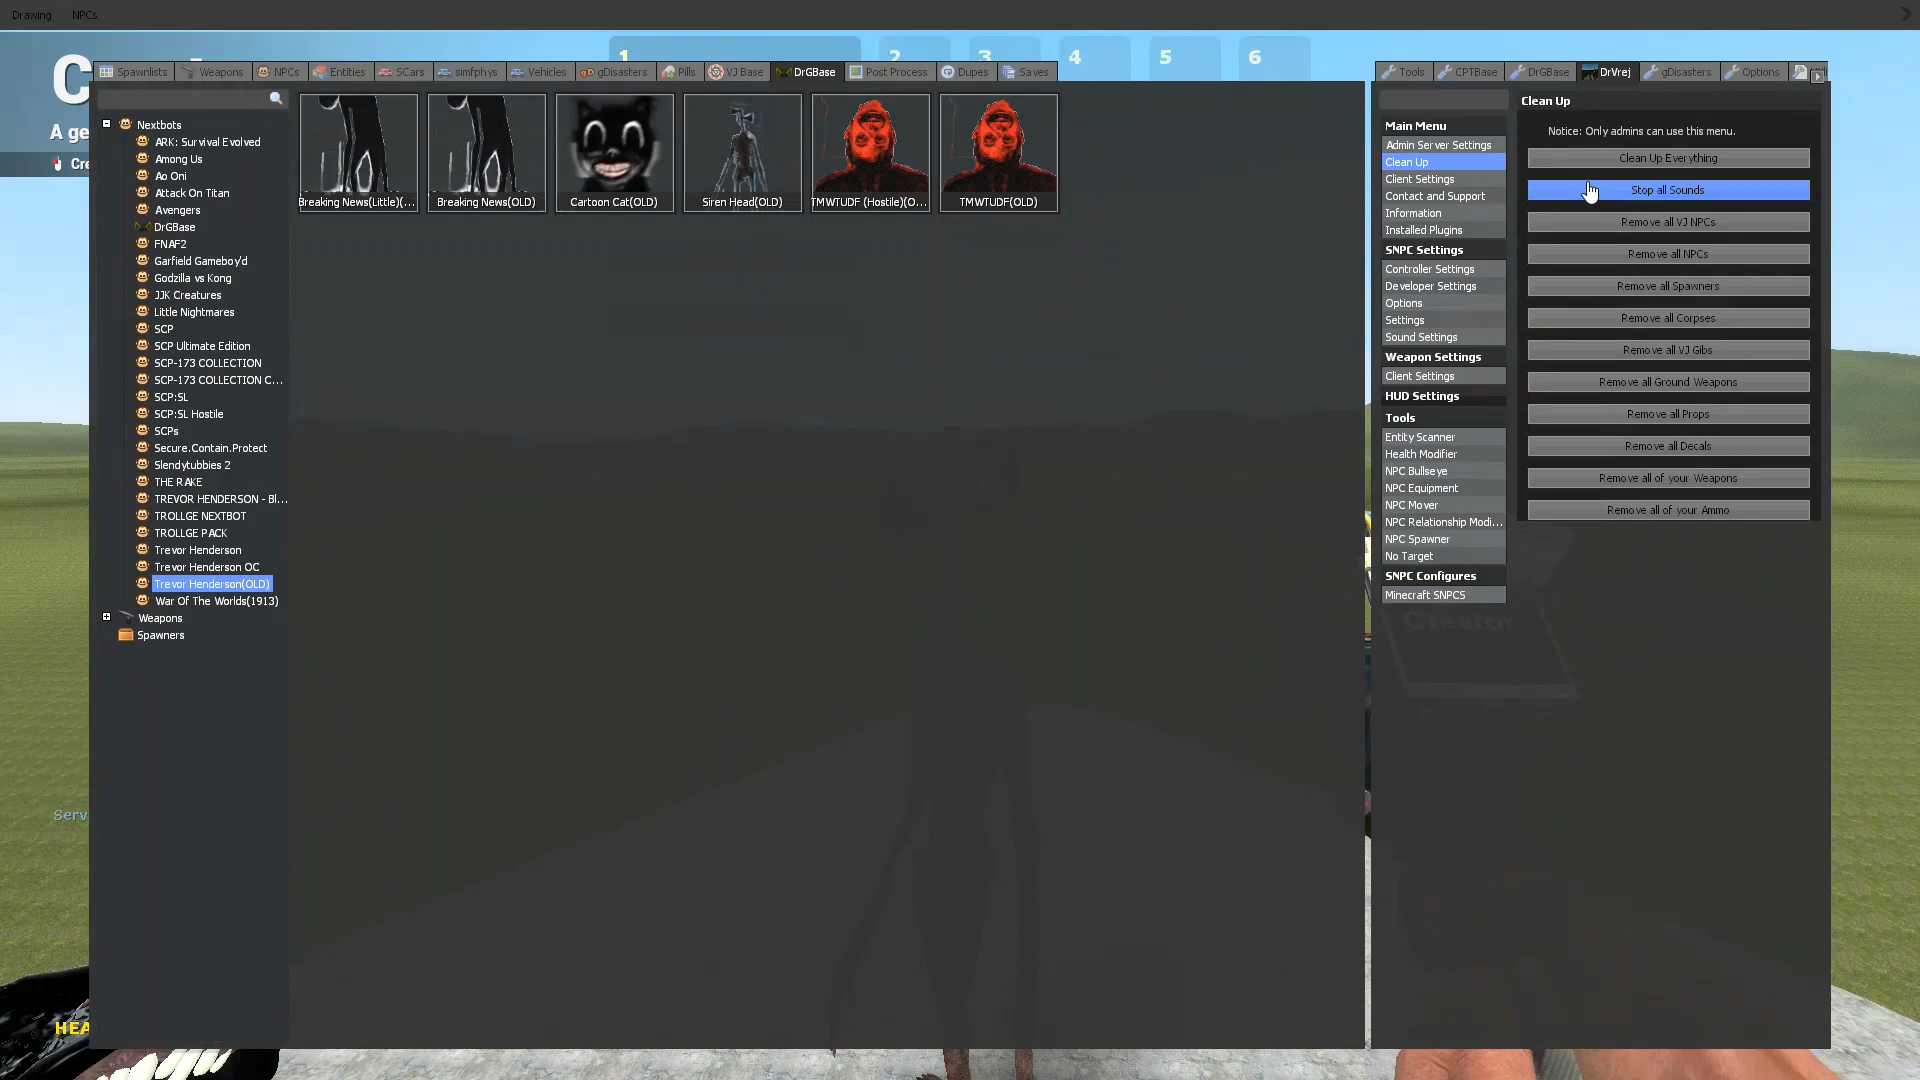 Drawing NPCs
1 2 3 4 5 6
A ge
Cre
Serv
HEA
Spawnlists Weapons NPCs Entities SCars simfphys Vehicles gDisasters Pills VJ Base DrGBase Post Process Dupes Saves
Nextbots
ARK: Survival Evolved
Among Us
Ao Oni
Attack On Titan
Avengers
DrGBase
FNAF2
Garfield Gameboy'd
Godzilla vs Kong
JJK Creatures
Little Nightmares
SCP
SCP Ultimate Edition
SCP-173 COLLECTION
SCP-173 COLLECTION C...
SCP:SL
SCP:SL Hostile
SCPs
Secure.Contain.Protect
Slendytubbies 2
THE RAKE
TREVOR HENDERSON - Bl...
TROLLGE NEXTBOT
TROLLGE PACK
Trevor Henderson
Trevor Henderson OC
Trevor Henderson(OLD)
War Of The Worlds(1913)
Weapons
Spawners
Breaking News(Little)(...
Breaking News(OLD)
Cartoon Cat(OLD)
Siren Head(OLD)
TMWTUDF (Hostile)(O...
TMWTUDF(OLD)
Tools CPTBase DrGBase DrVrej gDisasters Options
Main Menu
Admin Server Settings
Clean Up
Client Settings
Contact and Support
Information
Installed Plugins
SNPC Settings
Controller Settings
Developer Settings
Options
Settings
Sound Settings
Weapon Settings
Client Settings
HUD Settings
Tools
Entity Scanner
Health Modifier
NPC Bullseye
NPC Equipment
NPC Mover
NPC Relationship Modi...
NPC Spawner
No Target
SNPC Configures
Minecraft SNPCS
Clean Up
Notice: Only admins can use this menu.
Clean Up Everything
Stop all Sounds
Remove all VJ NPCs
Remove all NPCs
Remove all Spawners
Remove all Corpses
Remove all VJ Gibs
Remove all Ground Weapons
Remove all Props
Remove all Decals
Remove all of your Weapons
Remove all of your Ammo
Creator